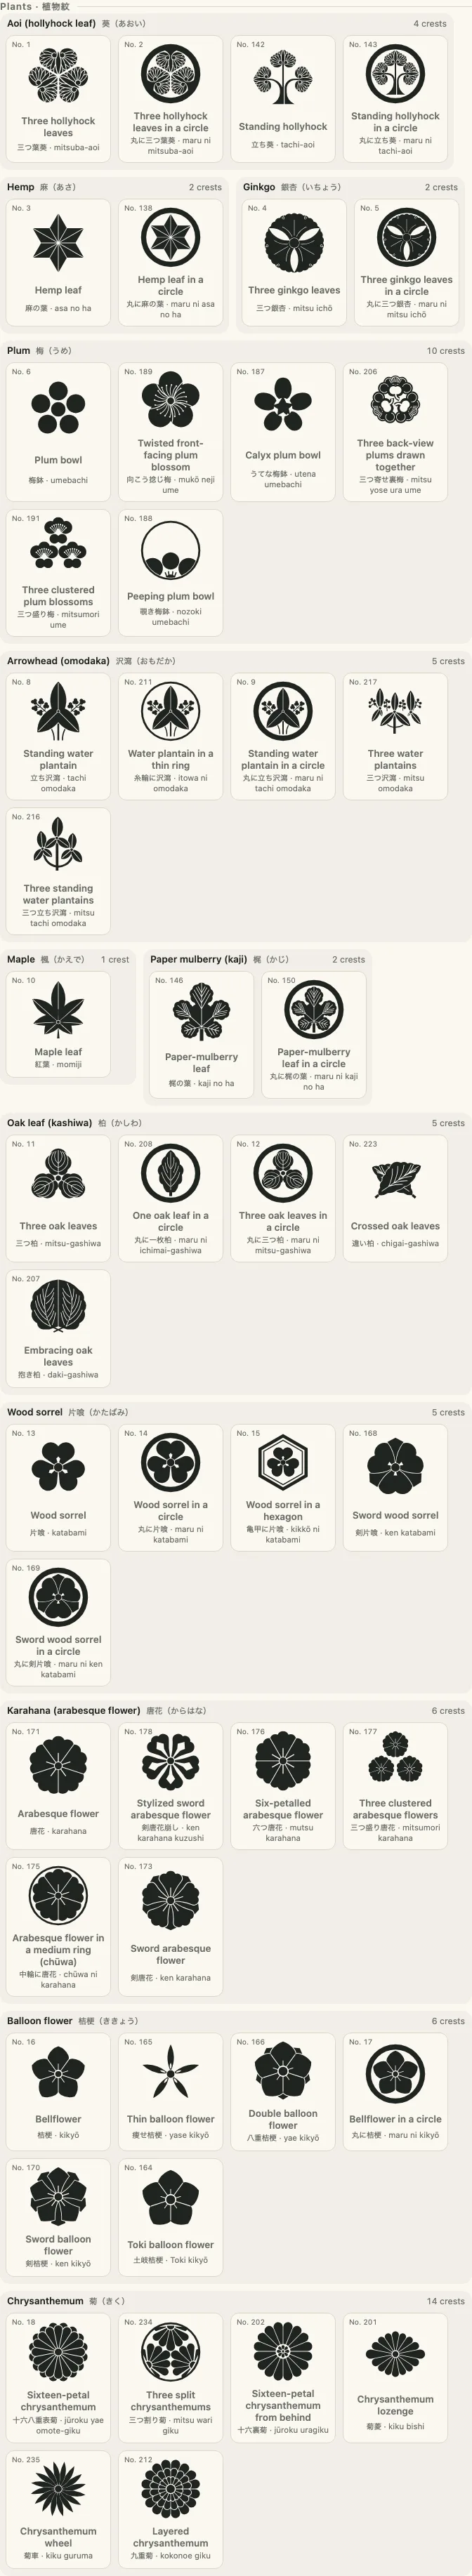 Plants · 植物紋
Aoi (hollyhock leaf) 葵（あおい） 4 crests
No. 1
Three hollyhock
leaves
三つ葉葵 · mitsuba-aoi
No. 2
Three hollyhock
leaves in a circle
丸に三つ葉葵 · maru ni
mitsuba-aoi
No. 142
Standing hollyhock
立ち葵 · tachi-aoi
No. 143
Standing hollyhock
in a circle
丸に立ち葵 · maru ni
tachi-aoi
Hemp 麻（あさ） 2 crests
No. 3
Hemp leaf
麻の葉 · asa no ha
No. 138
Hemp leaf in a
circle
丸に麻の葉 · maru ni asa
no ha
Ginkgo 銀杏（いちょう） 2 crests
No. 4
Three ginkgo leaves
三つ銀杏 · mitsu ichō
No. 5
Three ginkgo leaves
in a circle
丸に三つ銀杏 · maru ni
mitsu ichō
Plum 梅（うめ） 10 crests
No. 6
Plum bowl
梅鉢 · umebachi
No. 189
Twisted front-
facing plum
blossom
向こう捻じ梅 · mukō neji
ume
No. 187
Calyx plum bowl
うてな梅鉢 · utena
umebachi
No. 206
Three back-view
plums drawn
together
三つ寄せ裏梅 · mitsu
yose ura ume
No. 191
Three clustered
plum blossoms
三つ盛り梅 · mitsumori
ume
No. 188
Peeping plum bowl
覗き梅鉢 · nozoki
umebachi
Arrowhead (omodaka) 沢瀉（おもだか） 5 crests
No. 8
Standing water
plantain
立ち沢瀉 · tachi
omodaka
No. 211
Water plantain in a
thin ring
糸輪に沢瀉 · itowa ni
omodaka
No. 9
Standing water
plantain in a circle
丸に立ち沢瀉 · maru ni
tachi omodaka
No. 217
Three water
plantains
三つ沢瀉 · mitsu
omodaka
No. 216
Three standing
water plantains
三つ立ち沢瀉 · mitsu
tachi omodaka
Maple 楓（かえで） 1 crest
No. 10
Maple leaf
紅葉 · momiji
Paper mulberry (kaji) 梶（かじ） 2 crests
No. 146
Paper-mulberry
leaf
梶の葉 · kaji no ha
No. 150
Paper-mulberry
leaf in a circle
丸に梶の葉 · maru ni kaji
no ha
Oak leaf (kashiwa) 柏（かしわ） 5 crests
No. 11
Three oak leaves
三つ柏 · mitsu-gashiwa
No. 208
One oak leaf in a
circle
丸に一枚柏 · maru ni
ichimai-gashiwa
No. 12
Three oak leaves in
a circle
丸に三つ柏 · maru ni
mitsu-gashiwa
No. 223
Crossed oak leaves
違い柏 · chigai-gashiwa
No. 207
Embracing oak
leaves
抱き柏 · daki-gashiwa
Wood sorrel 片喰（かたばみ） 5 crests
No. 13
Wood sorrel
片喰 · katabami
No. 14
Wood sorrel in a
circle
丸に片喰 · maru ni
katabami
No. 15
Wood sorrel in a
hexagon
亀甲に片喰 · kikkō ni
katabami
No. 168
Sword wood sorrel
剣片喰 · ken katabami
No. 169
Sword wood sorrel
in a circle
丸に剣片喰 · maru ni ken
katabami
Karahana (arabesque flower) 唐花（からはな） 6 crests
No. 171
Arabesque flower
唐花 · karahana
No. 178
Stylized sword
arabesque flower
剣唐花崩し · ken
karahana kuzushi
No. 176
Six-petalled
arabesque flower
六つ唐花 · mutsu
karahana
No. 177
Three clustered
arabesque flowers
三つ盛り唐花 · mitsumori
karahana
No. 175
Arabesque flower in
a medium ring
(chūwa)
中輪に唐花 · chūwa ni
karahana
No. 173
Sword arabesque
flower
剣唐花 · ken karahana
Balloon flower 桔梗（ききょう） 6 crests
No. 16
Bellflower
桔梗 · kikyō
No. 165
Thin balloon flower
痩せ桔梗 · yase kikyō
No. 166
Double balloon
flower
八重桔梗 · yae kikyō
No. 17
Bellflower in a circle
丸に桔梗 · maru ni kikyō
No. 170
Sword balloon
flower
剣桔梗 · ken kikyō
No. 164
Toki balloon flower
土岐桔梗 · Toki kikyō
Chrysanthemum 菊（きく） 14 crests
No. 18
Sixteen-petal
chrysanthemum
十六八重表菊 · jūroku yae
omote-giku
No. 234
Three split
chrysanthemums
三つ割り菊 · mitsu wari
giku
No. 202
Sixteen-petal
chrysanthemum
from behind
十六裏菊 · jūroku uragiku
No. 201
Chrysanthemum
lozenge
菊菱 · kiku bishi
No. 235
Chrysanthemum
wheel
菊車 · kiku guruma
No. 212
Layered
chrysanthemum
九重菊 · kokonoe giku